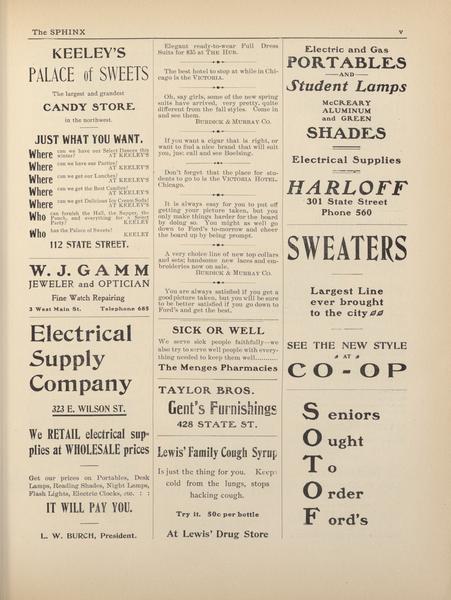 The SPHINX
v
KEELEY'S
PALACE of SWEETS
The largest and grandest
CANDY STORE
in the northwest.
JUST WHAT YOU WANT.
Where can we have our Select Dances this
winter? AT KEELEY'S
Where can we have our Parties?
AT KEELEY'S
Where can we get our Lunches?
AT KEELEY'S
Where can we get the Best Candies?
AT KEELEY'S
Where can we get Delicious Ice Cream Soda?
AT KEELEY'S
Who can furnish the Hall, the Supper, the
Punch, and everything for a Select
Party? KEELEY
Who has the Palace of Sweets?
KEELEY
112 STATE STREET.
W. J. GAMM
JEWELER and OPTICIAN
Fine Watch Repairing
3 West Main St. Telephone 685
Electrical
Supply
Company
323 E. WILSON ST.
We RETAIL electrical sup-
plies at WHOLESALE prices
Get our prices on Portables, Desk
Lamps, Reading Shades, Night Lamps,
Flash Lights, Electric Clocks, etc. : :
IT WILL PAY YOU.
L. W. BURCH, President.
Elegant ready-to-wear Full Dress
Suits for $35 at THE HUB.
The best hotel to stop at while in Chi-
cago is the VICTORIA.
Oh, say girls, some of the new spring
suits have arrived, very pretty, quite
different from the fall styles. Come in
and see them.
BURDICK & MURRAY CO.
If you want a cigar that is right, or
want to find a nice brand that will suit
you, just call and see Boelsing.
Don't forget that the place for stu-
dents to go to is the VICTORIA HOTEL,
Chicago.
It is always easy for you to put off
getting your picture taken, but you
only make things harder for the board
by doing so. You might as well go
down to Ford's to-morrow and cheer
the board up by being prompt.
A very choice line of new top collars
and sets; handsome new laces and em-
broideries now on sale.
BURDICK & MURRAY CO.
You are always satisfied if you get a
good picture taken, but you will be sure
to be better satisfied if you go down to
Ford's and get the best.
SICK OR WELL
We serve sick people faithfully—we
also try to serve well people with every-
thing needed to keep them well..........
The Menges Pharmacies
TAYLOR BROS.
Gent's Furnishings
428 STATE ST.
Lewis' Family Cough Syrup
Is just the thing for you. Keeps
cold from the lungs, stops
hacking cough.
Try it. 50c per bottle
At Lewis' Drug Store
Electric and Gas
PORTABLES
—AND—
Student Lamps
McCREARY
ALUMINUM
and GREEN
SHADES
Electrical Supplies
HARLOFF
301 State Street
Phone 560
SWEATERS
Largest Line
ever brought
to the city
SEE THE NEW STYLE
AT
CO-OP
Seniors
Ought
To
Order
Ford's